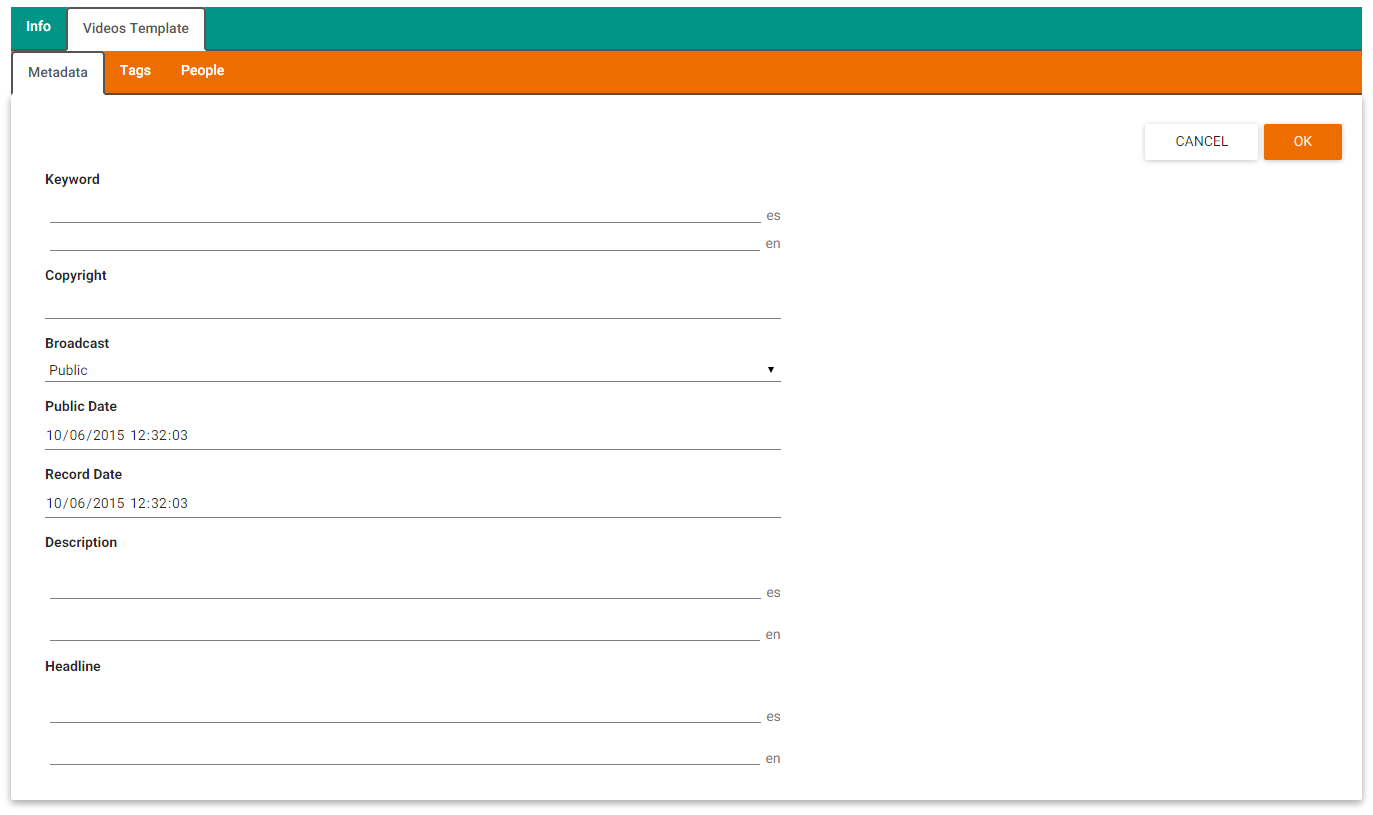 Info Videos Template
Metadata Tags People
CANCEL OK
Keyword
es
en
Copyright
Broadcast
Public
Public Date
10/06/2015 12:32:03
Record Date
10/06/2015 12:32:03
Description
es
en
Headline
es
en